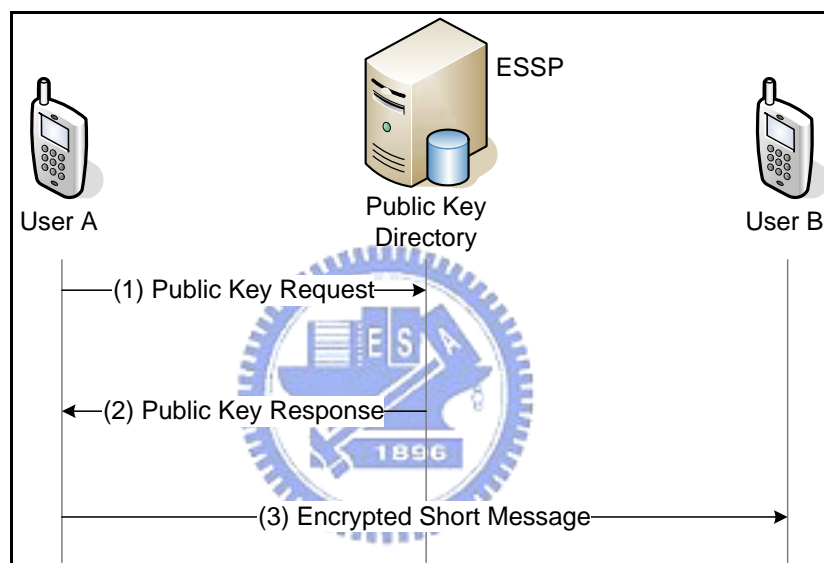 ESSP
User A
Public Key
Directory
User B
(1) Public Key Request
ESA
(2) Public Key Response
1896
(3) Encrypted Short Message